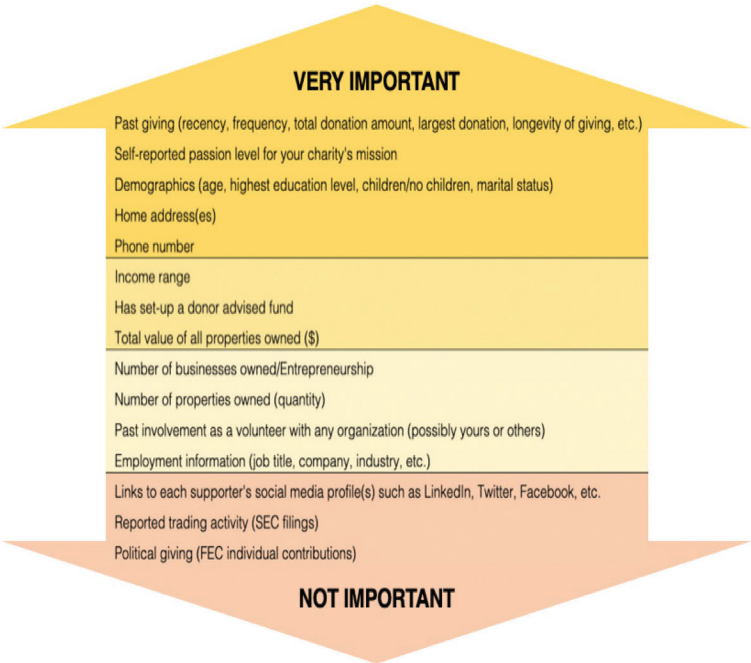 VERY IMPORTANT
Past giving (recency, frequency, total donation amount, largest donation, longevity of giving, etc.)
Self-reported passion level for your charity's mission
Demographics (age, highest education level, children/no children, marital status)
Home address(es)
Phone number
Income range
Has set-up a donor advised fund
Total value of all properties owned ($)
Number of businesses owned/Entrepreneurship
Number of properties owned (quantity)
Past involvement as a volunteer with any organization (possibly yours or others)
Employment information (job title, company, industry, etc.)
Links to each supporter's social media profile(s) such as LinkedIn, Twitter, Facebook, etc.
Reported trading activity (SEC filings)
Political giving (FEC individual contributions)
NOT IMPORTANT